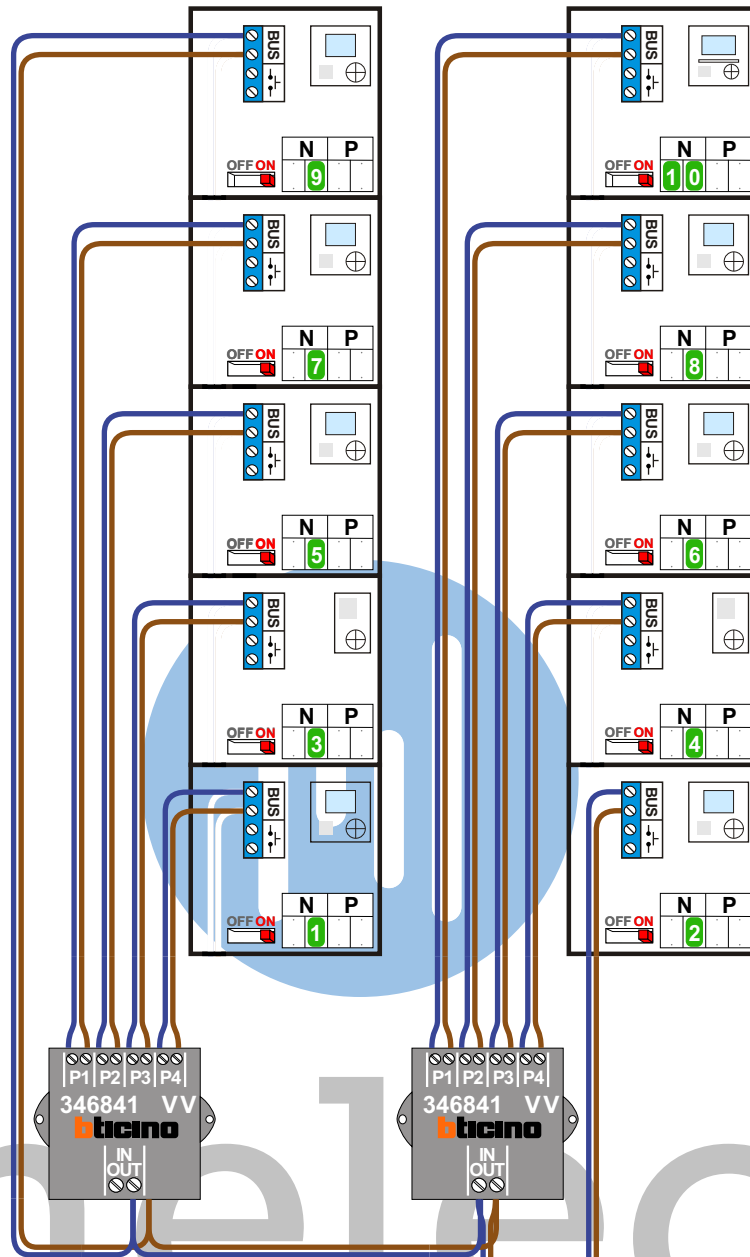 BUS
N P
OFF ON
9
BUS
N P
OFF ON
10
BUS
N P
OFF ON
7
BUS
N P
OFF ON
8
BUS
N P
OFF ON
5
BUS
N P
OFF ON
6
BUS
N P
OFF ON
3
BUS
N P
OFF ON
4
BUS
N P
OFF ON
1
BUS
N P
OFF ON
2
P1 P2 P3 P4
346841 VV
bticino
IN
OUT
P1 P2 P3 P4
346841 VV
bticino
IN
OUT